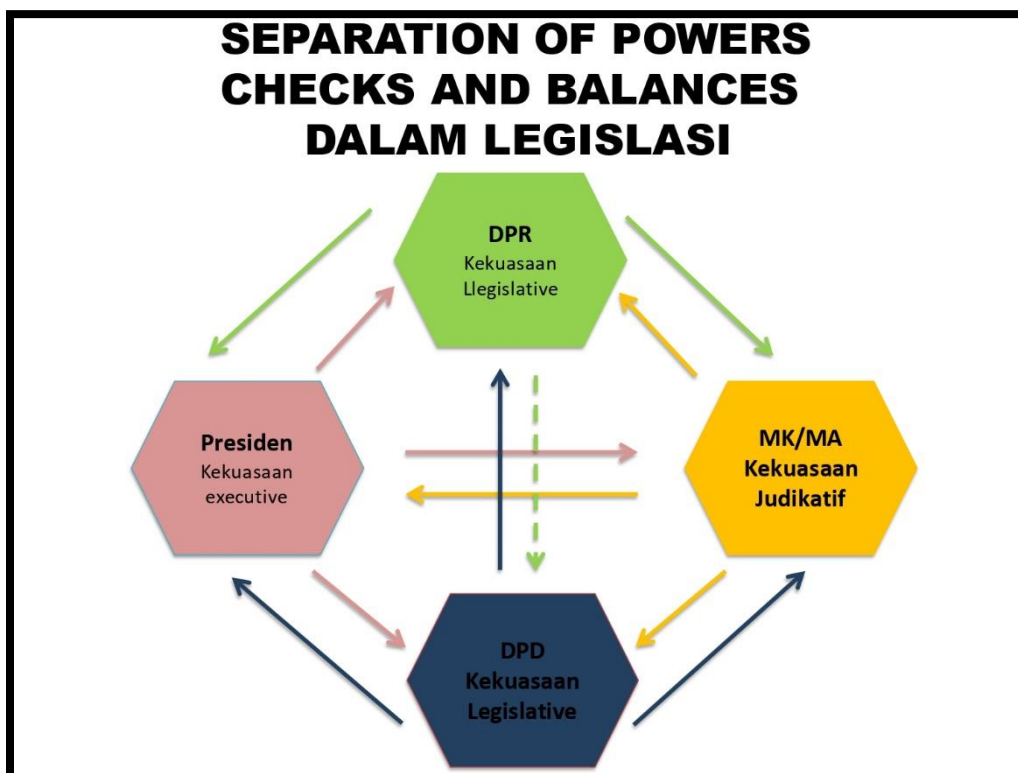 SEPARATION OF POWERS
CHECKS AND BALANCES
DALAM LEGISLASI
DPR
Kekuasaan
Llegislative
Presiden
Kekuasaan
executive
MK/MA
Kekuasaan
Judikatif
DPD
Kekuasaan
Legislative